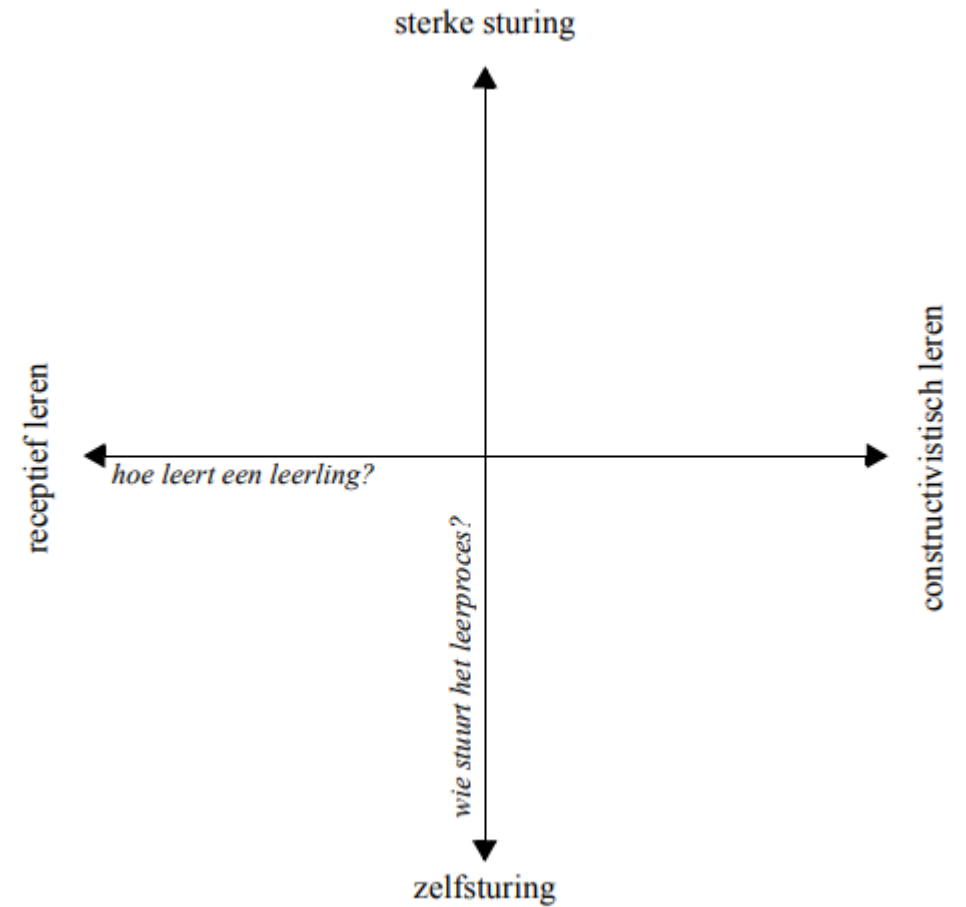 sterke sturing
receptief leren
hoe leert een leerling?
constructivistisch leren
wie stuurt het leerproces?
zelfsturing